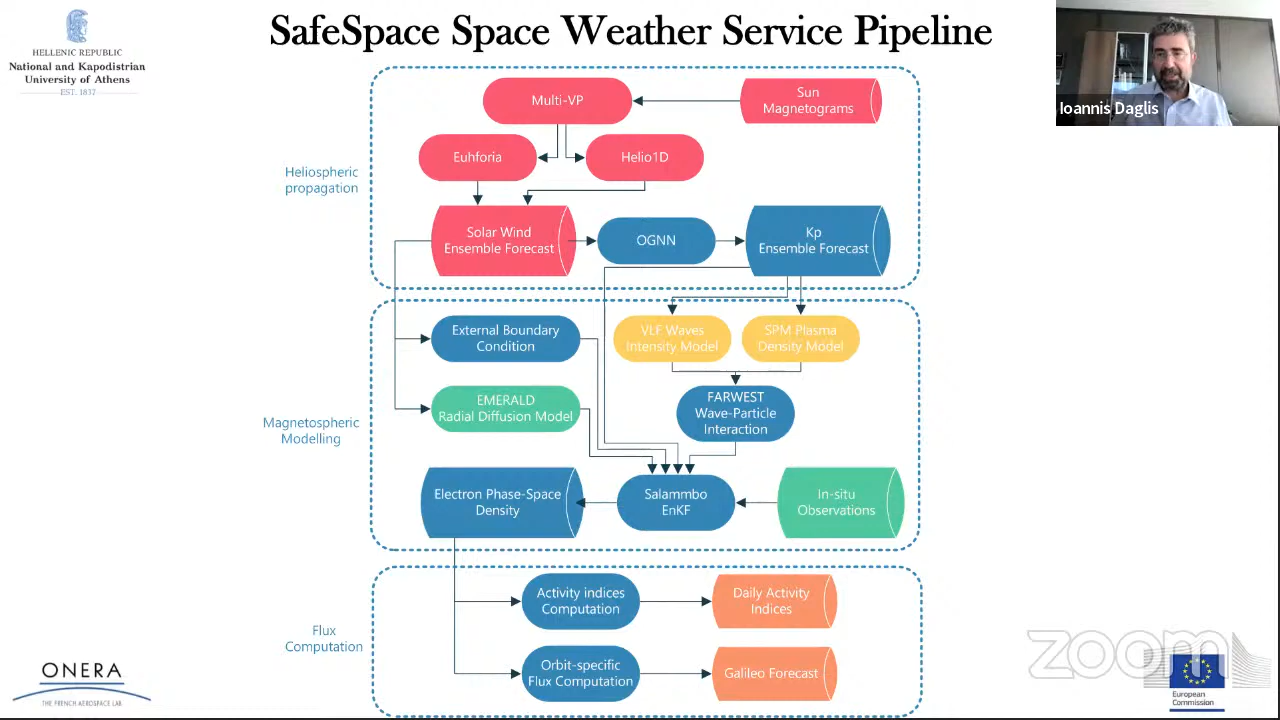 SafeSpace Space Weather Service Pipeline
HELLENIC REPUBLIC
National and Kapodistrian
University of Athens
EST. 1837
Ioannis Daglis
Multi-VP
Sun
Magnetograms
Euhforia
Helio1D
Heliospheric
propagation
Solar Wind
Ensemble Forecast
OGNN
Kp
Ensemble Forecast
External Boundary
Condition
VLF Waves
Intensity Model
SPM Plasma
Density Model
EMERALD
Radial Diffusion Model
FARWEST
Wave-Particle
Interaction
Magnetospheric
Modelling
Electron Phase-Space
Density
Salammbo
EnKF
In-situ
Observations
Activity indices
Computation
Daily Activity
Indices
Flux
Computation
Orbit-specific
Flux Computation
Galileo Forecast
ONERA
THE FRENCH AEROSPACE LAB
zoom
European
Commission